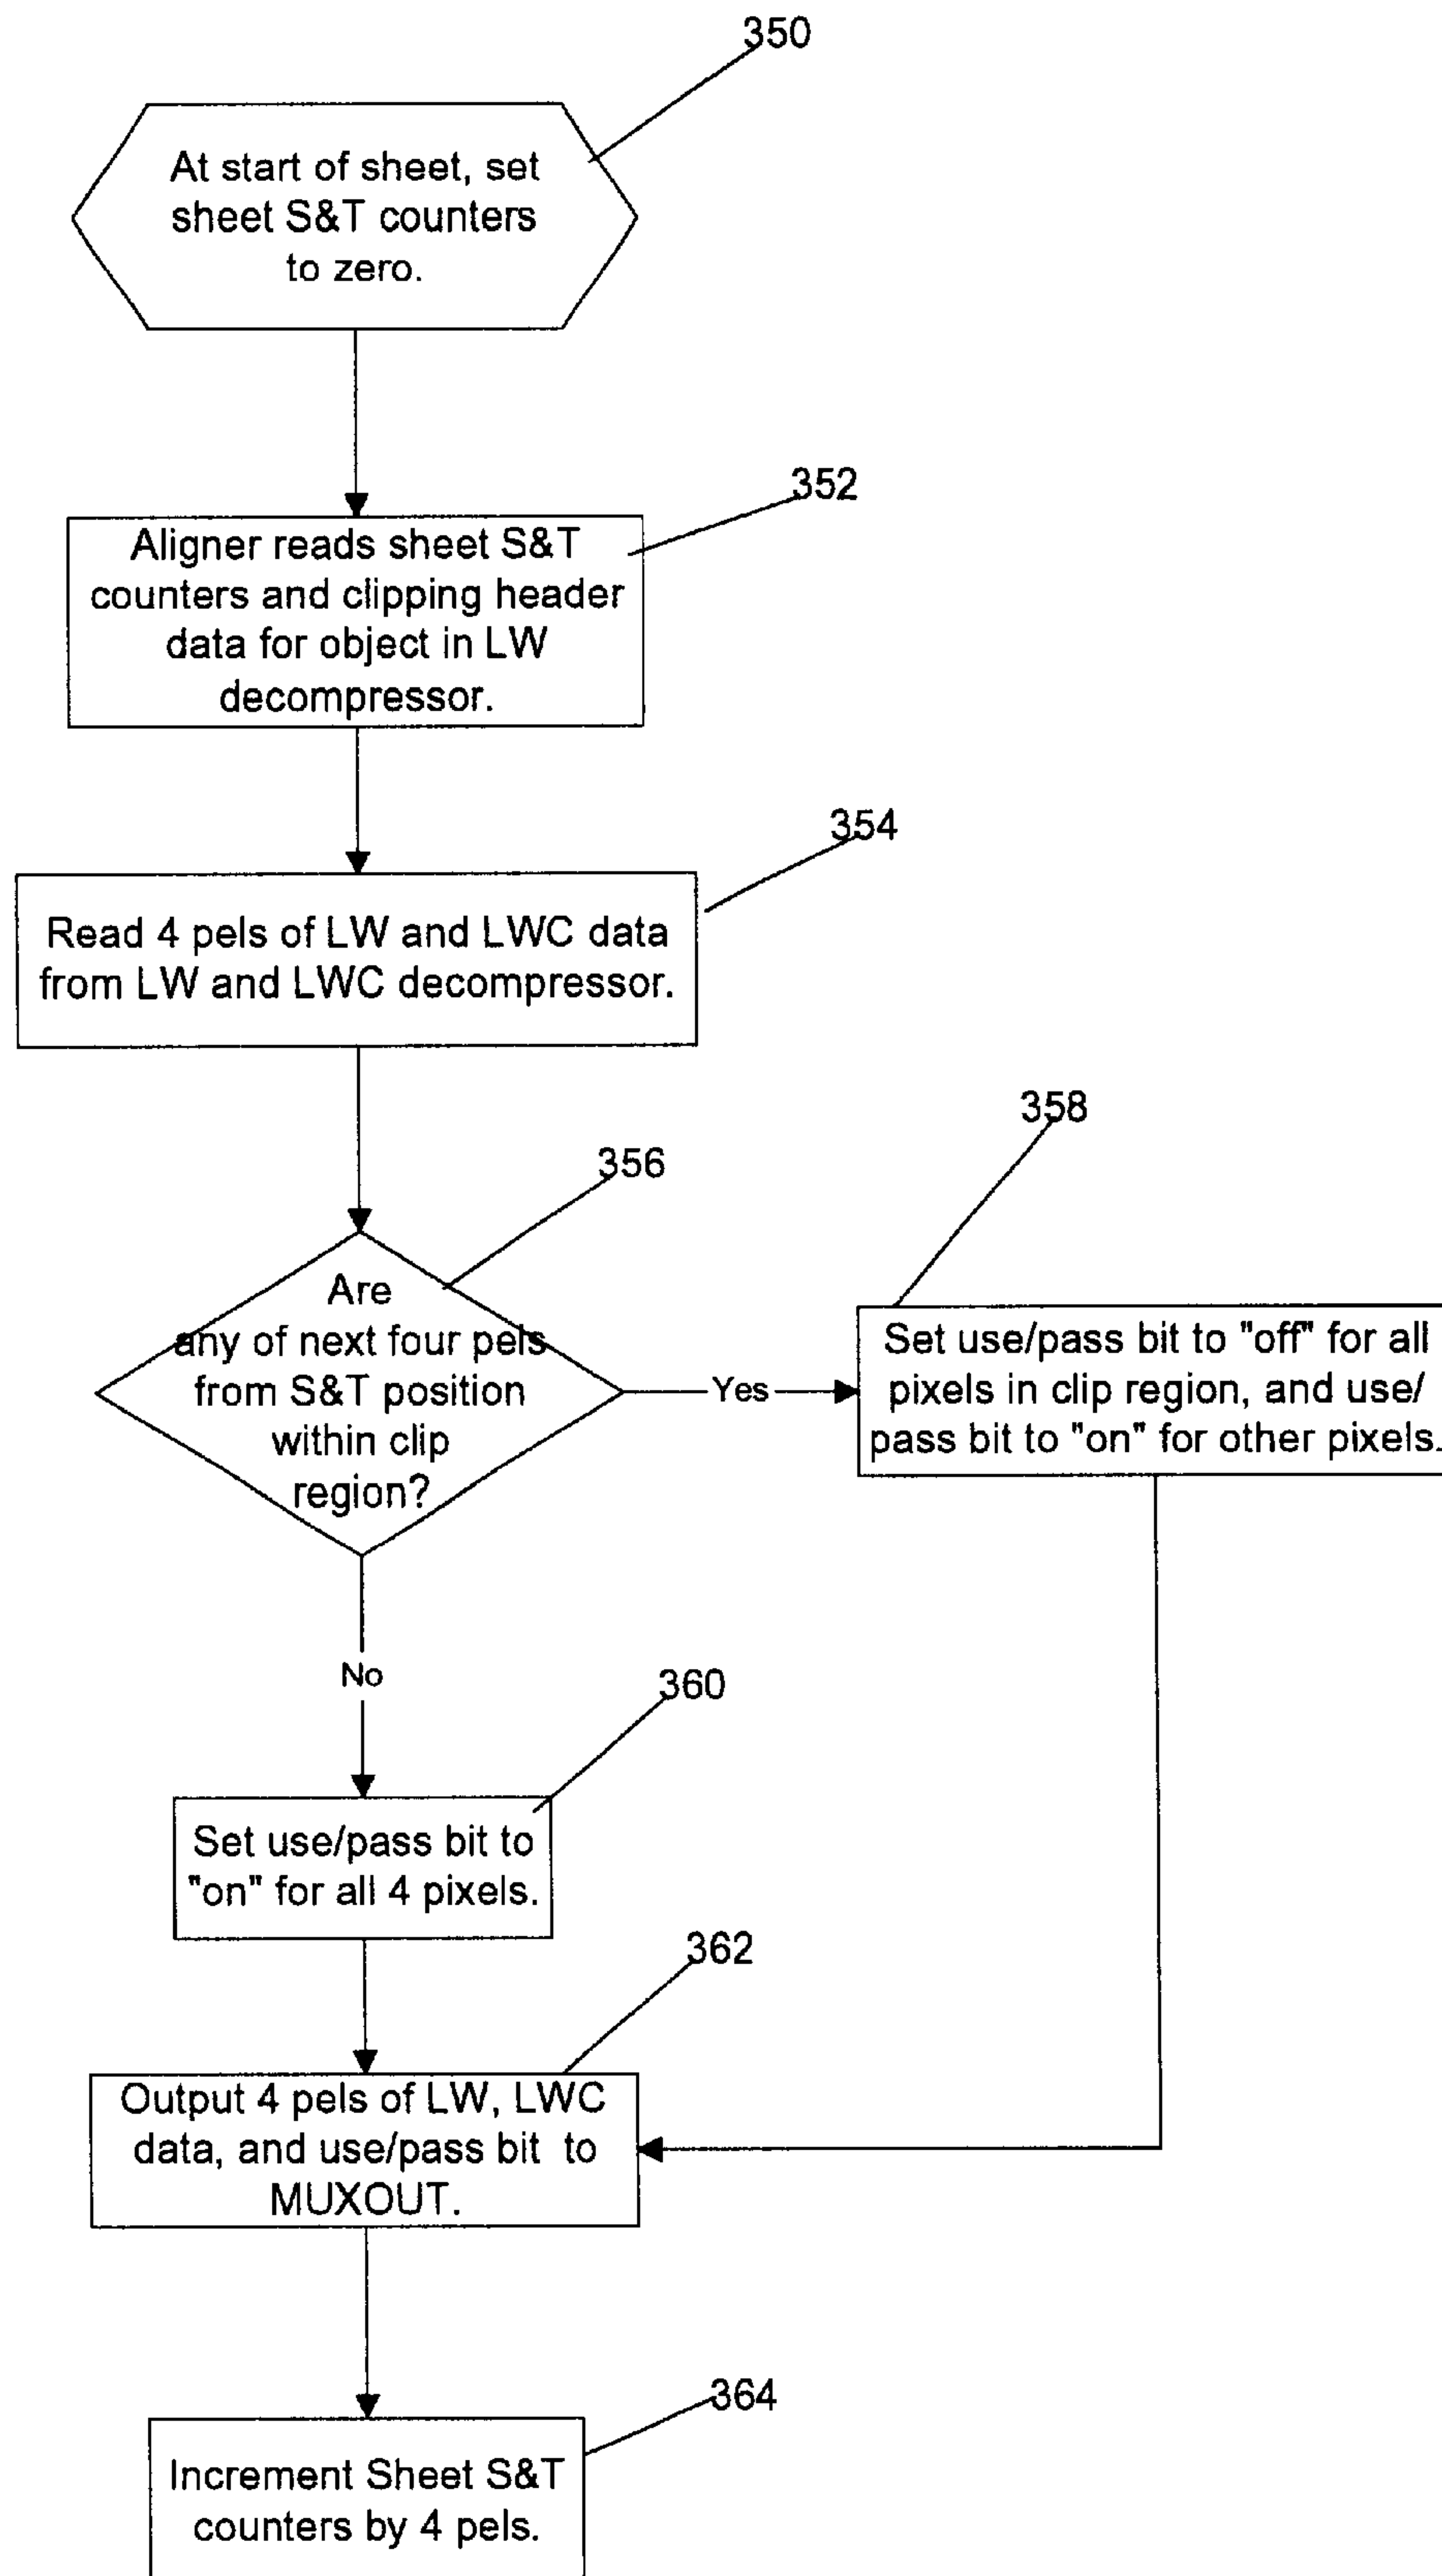 350
At start of sheet, set
sheet S&T counters
to zero.
352
Aligner reads sheet S&T
counters and clipping header
data for object in LW
decompressor.
354
Read 4 pels of LW and LWC data
from LW and LWC decompressor.
356
Are
any of next four pels
from S&T position
within clip
region?
Yes
358
Set use/pass bit to "off" for all
pixels in clip region, and use/
pass bit to "on" for other pixels.
No
360
Set use/pass bit to
"on" for all 4 pixels.
362
Output 4 pels of LW, LWC
data, and use/pass bit to
MUXOUT.
364
Increment Sheet S&T
counters by 4 pels.